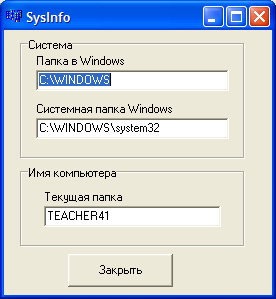 SysInfo
Система
Папка в Windows
C:\WINDOWS
Системная папка Windows
C:\WINDOWS\system32
Имя компьютера
Текущая папка
TEACHER41
Закрыть